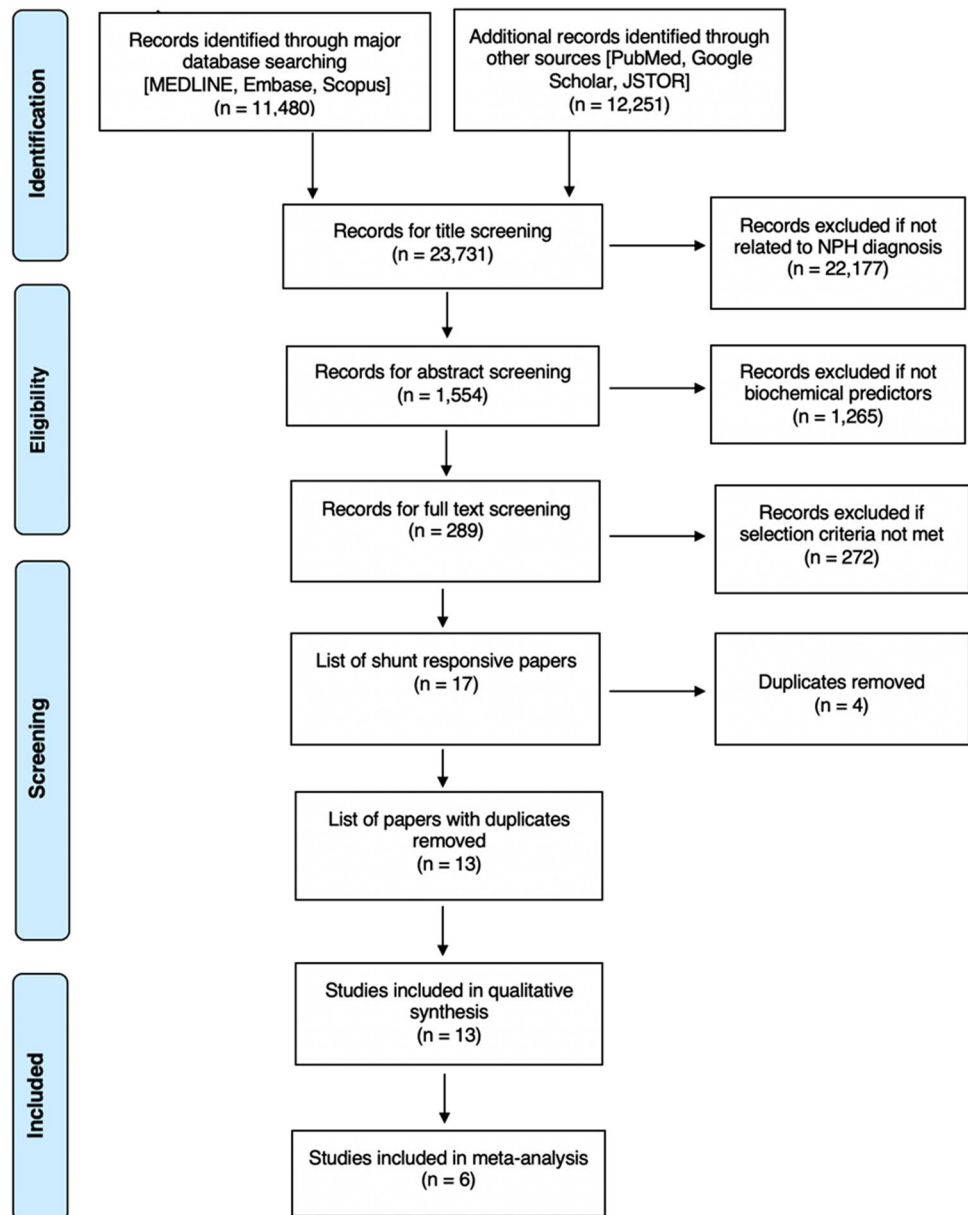 Identification
Records identified through major
database searching
[MEDLINE, Embase, Scopus]
(n = 11,480)
Additional records identified through
other sources [PubMed, Google
Scholar, JSTOR]
(n = 12,251)
Records for title screening
(n = 23,731)
Records excluded if not
related to NPH diagnosis
(n = 22,177)
Eligibility
Records for abstract screening
(n = 1,554)
Records excluded if not
biochemical predictors
(n = 1,265)
Records for full text screening
(n = 289)
Records excluded if
selection criteria not met
(n = 272)
Screening
List of shunt responsive papers
(n = 17)
Duplicates removed
(n = 4)
List of papers with duplicates
removed
(n = 13)
Included
Studies included in qualitative
synthesis
(n = 13)
Studies included in meta-analysis
(n = 6)